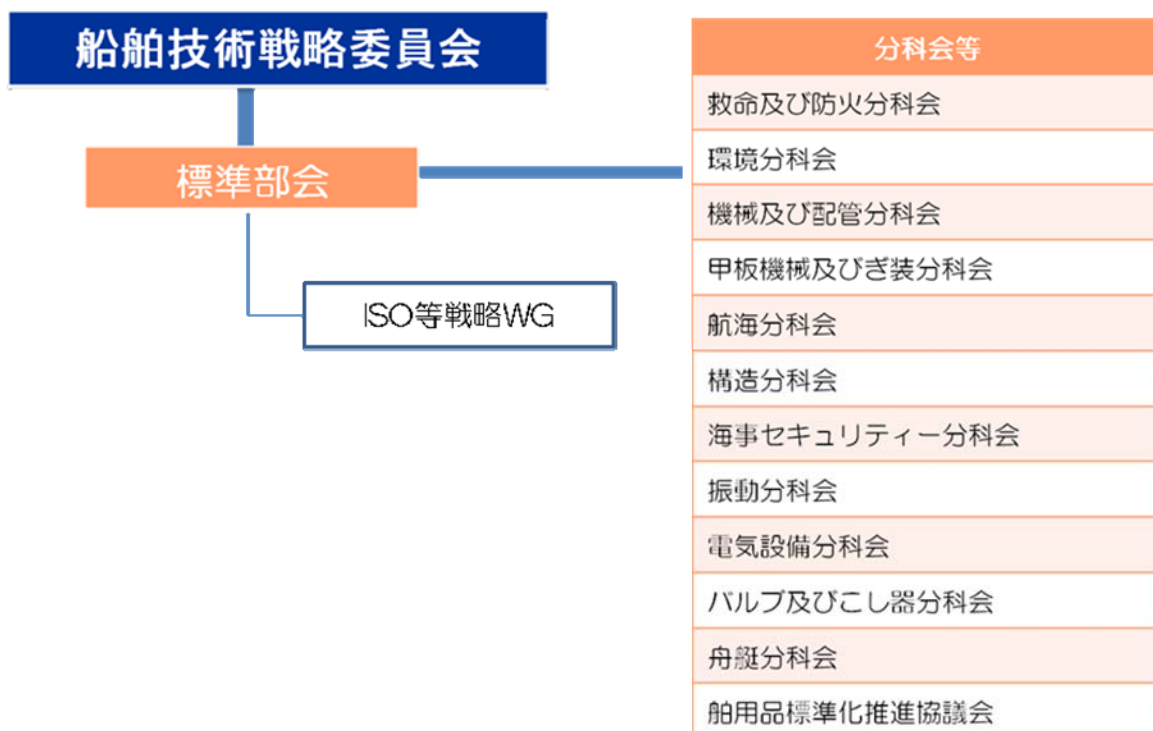 船舶技術戦略委員会
標準部会
ISO等戦略WG
分科会等
救命及び防火分科会
環境分科会
機械及び配管分科会
甲板機械及びぎ装分科会
航海分科会
構造分科会
海事セキュリティー分科会
振動分科会
電気設備分科会
バルブ及びこし器分科会
舟艇分科会
舶用品標準化推進協議会